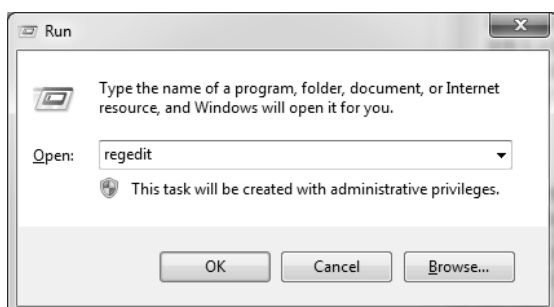 Run
Type the name of a program, folder, document, or Internet
resource, and Windows will open it for you.
Open: regedit
This task will be created with administrative privileges.
OK Cancel Browse...